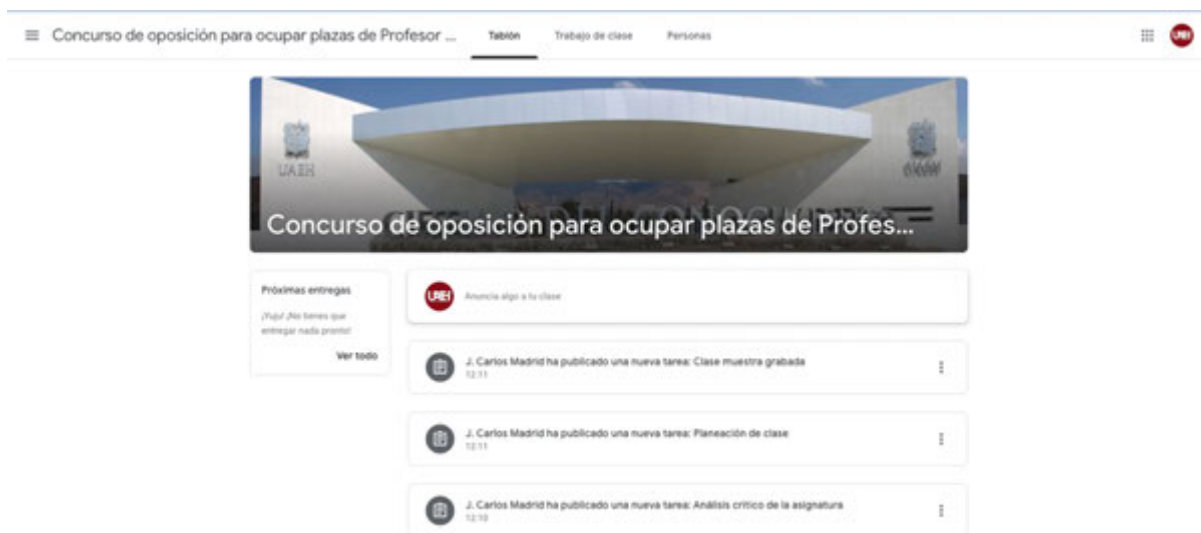 Concurso de oposición para ocupar plazas de Profesor ...
Tablón
Trabajo de clase
Personas
UAEH
UAEH
Concurso de oposición para ocupar plazas de Profes...
Próximas entregas
¡Yuju! ¡No tienes que
entregar nada pronto!
Ver todo
UAEH
Anuncia algo a tu clase
J. Carlos Madrid ha publicado una nueva tarea: Clase muestra grabada
12:11
J. Carlos Madrid ha publicado una nueva tarea: Planeación de clase
12:11
J. Carlos Madrid ha publicado una nueva tarea: Análisis crítico de la asignatura
12:10